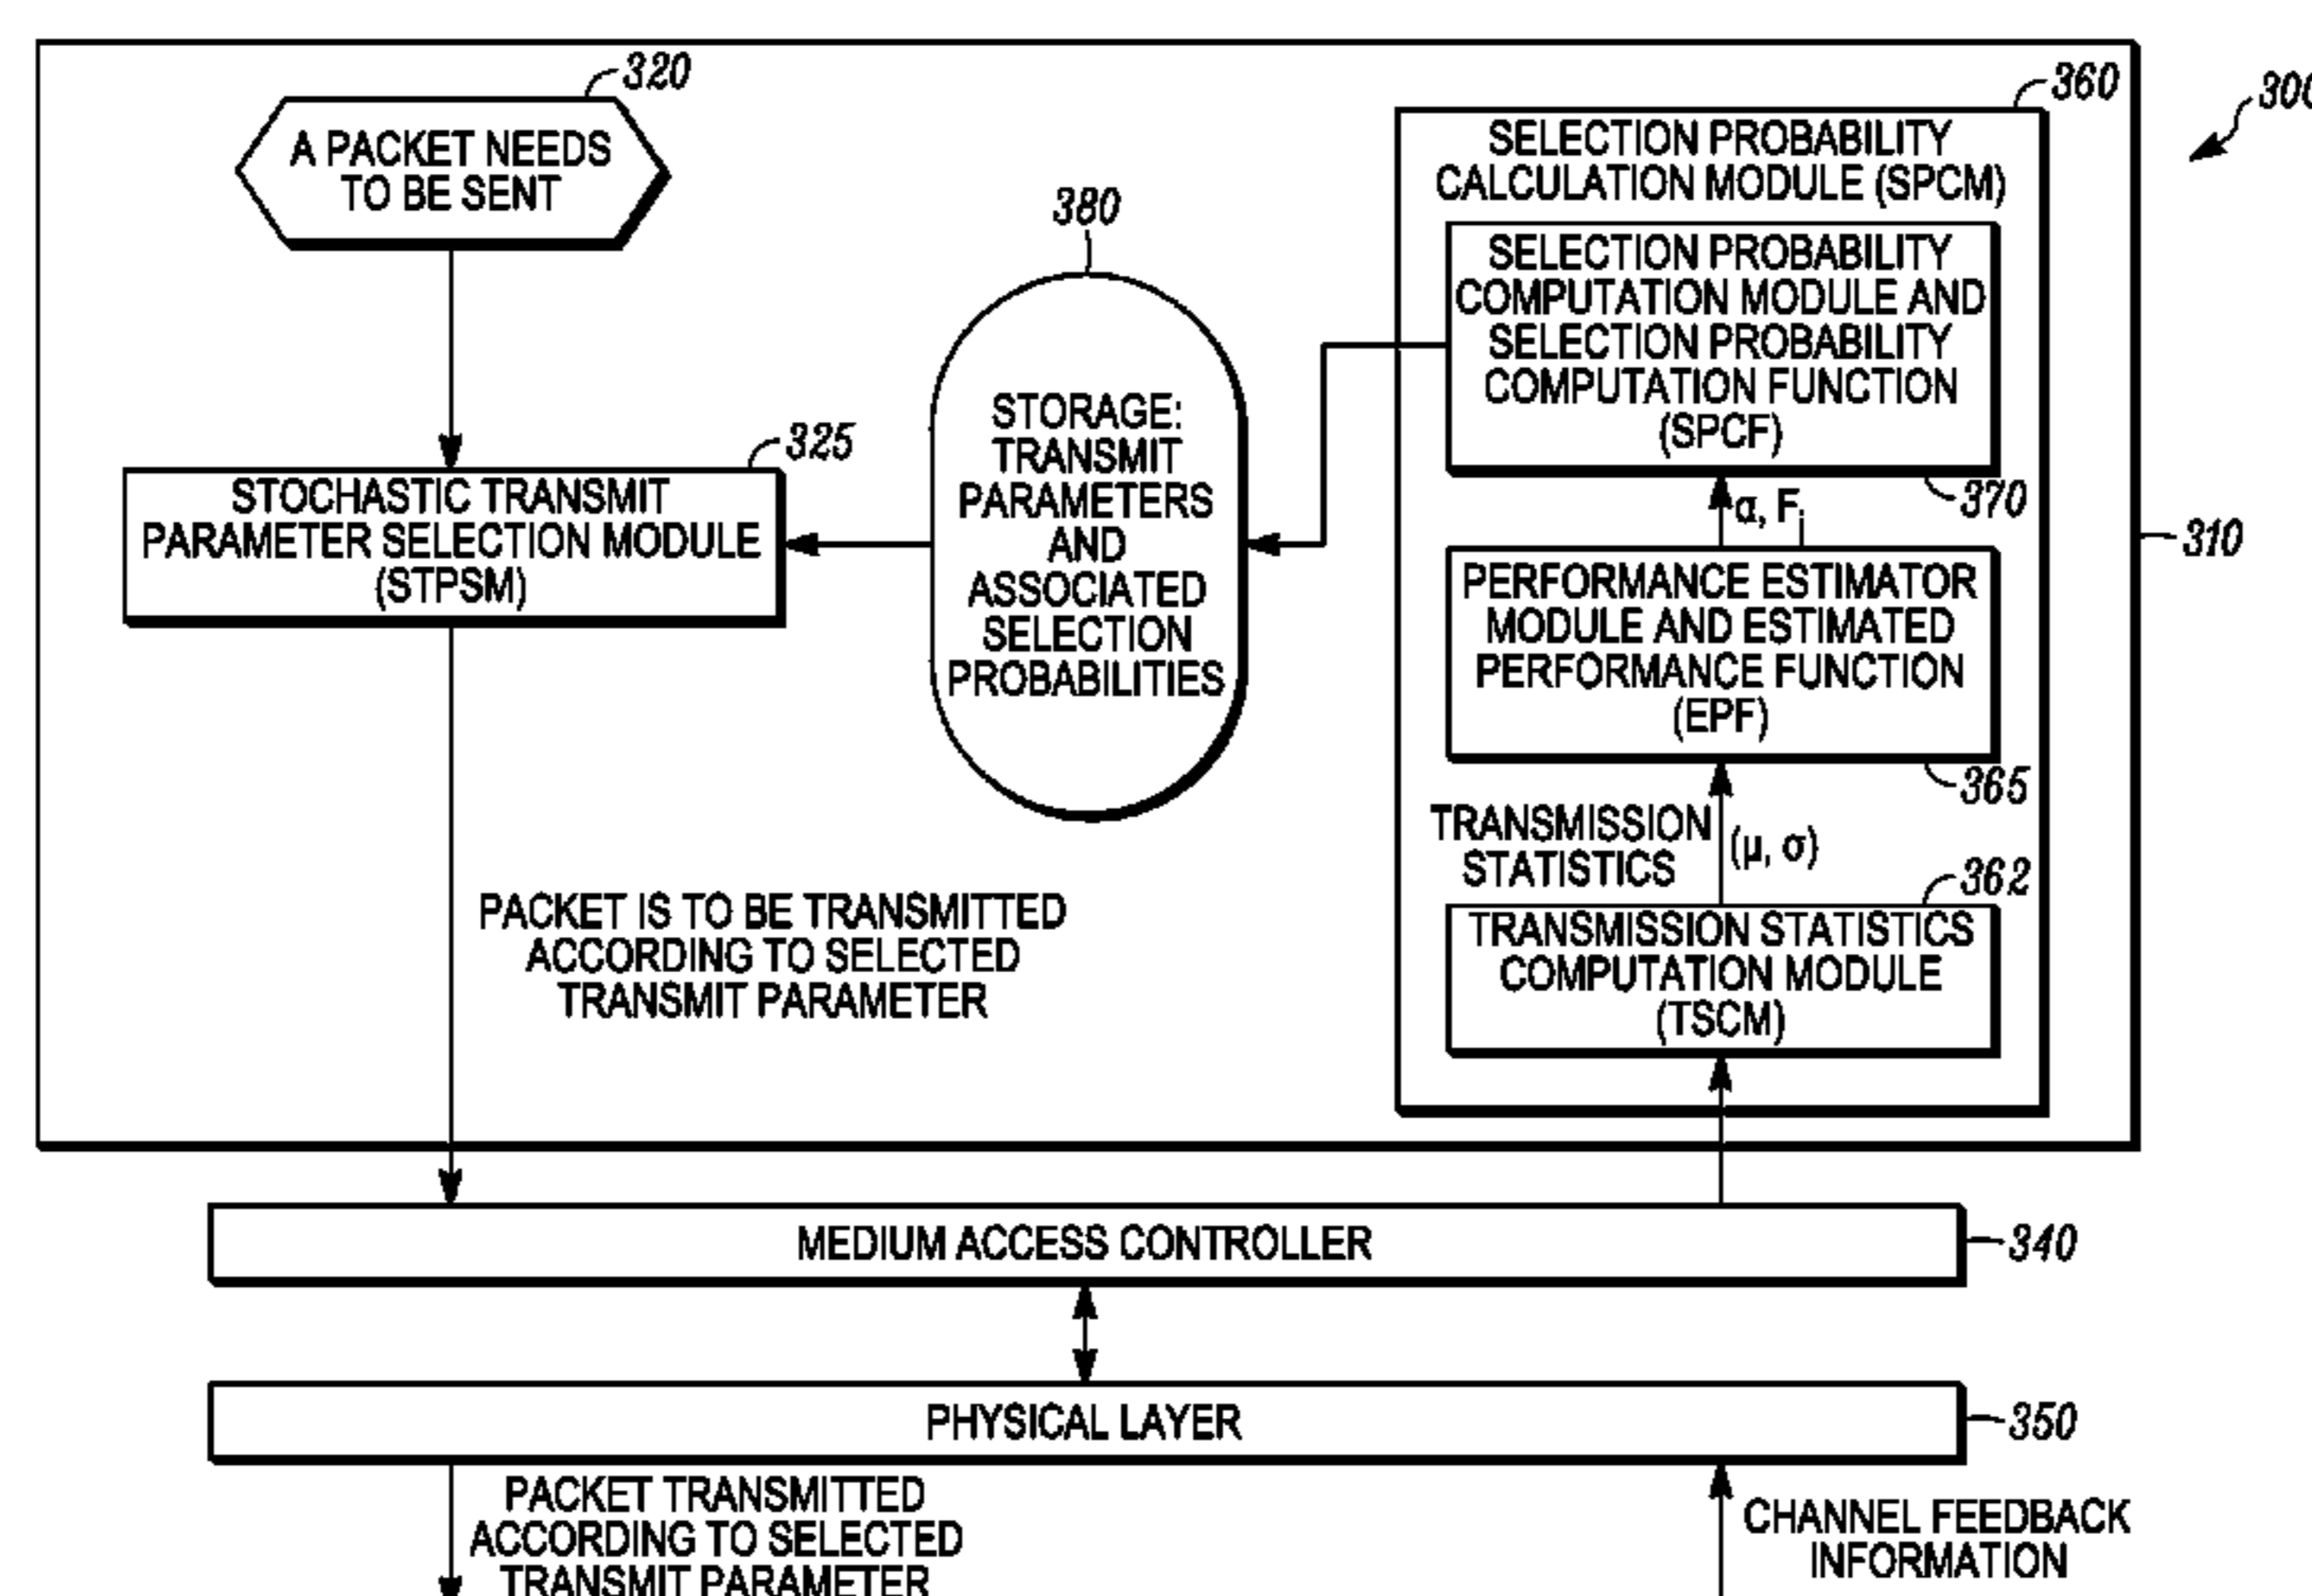 320
A PACKET NEEDS
TO BE SENT
360
300
SELECTION PROBABILITY
CALCULATION MODULE (SPCM)
380
SELECTION PROBABILITY
COMPUTATION MODULE AND
SELECTION PROBABILITY
COMPUTATION FUNCTION
(SPCF)
370
STORAGE:
TRANSMIT
PARAMETERS
AND
ASSOCIATED
SELECTION
PROBABILITIES
325
STOCHASTIC TRANSMIT
PARAMETER SELECTION MODULE
(STPSM)
α, Fi
310
PERFORMANCE ESTIMATOR
MODULE AND ESTIMATED
PERFORMANCE FUNCTION
(EPF)
365
TRANSMISSION
STATISTICS
(μ, σ)
362
PACKET IS TO BE TRANSMITTED
ACCORDING TO SELECTED
TRANSMIT PARAMETER
TRANSMISSION STATISTICS
COMPUTATION MODULE
(TSCM)
MEDIUM ACCESS CONTROLLER
340
PHYSICAL LAYER
350
PACKET TRANSMITTED
ACCORDING TO SELECTED
TRANSMIT PARAMETER
CHANNEL FEEDBACK
INFORMATION